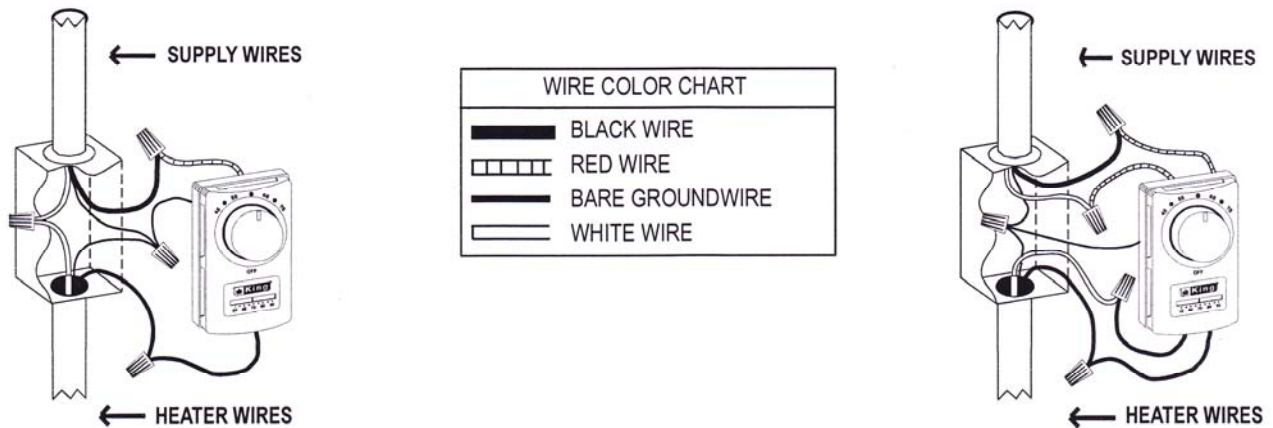 SUPPLY WIRES
OFF
King
HEATER WIRES
WIRE COLOR CHART
BLACK WIRE
RED WIRE
BARE GROUNDWIRE
WHITE WIRE
SUPPLY WIRES
OFF
King
HEATER WIRES